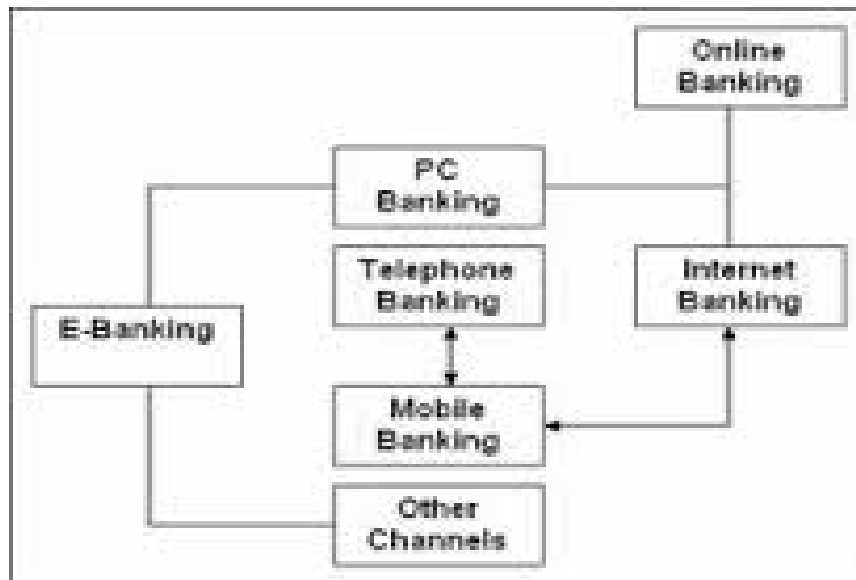 Online
Banking
PC
Banking
Telephone
Banking
Internet
Banking
E-Banking
Mobile
Banking
Other
Channels